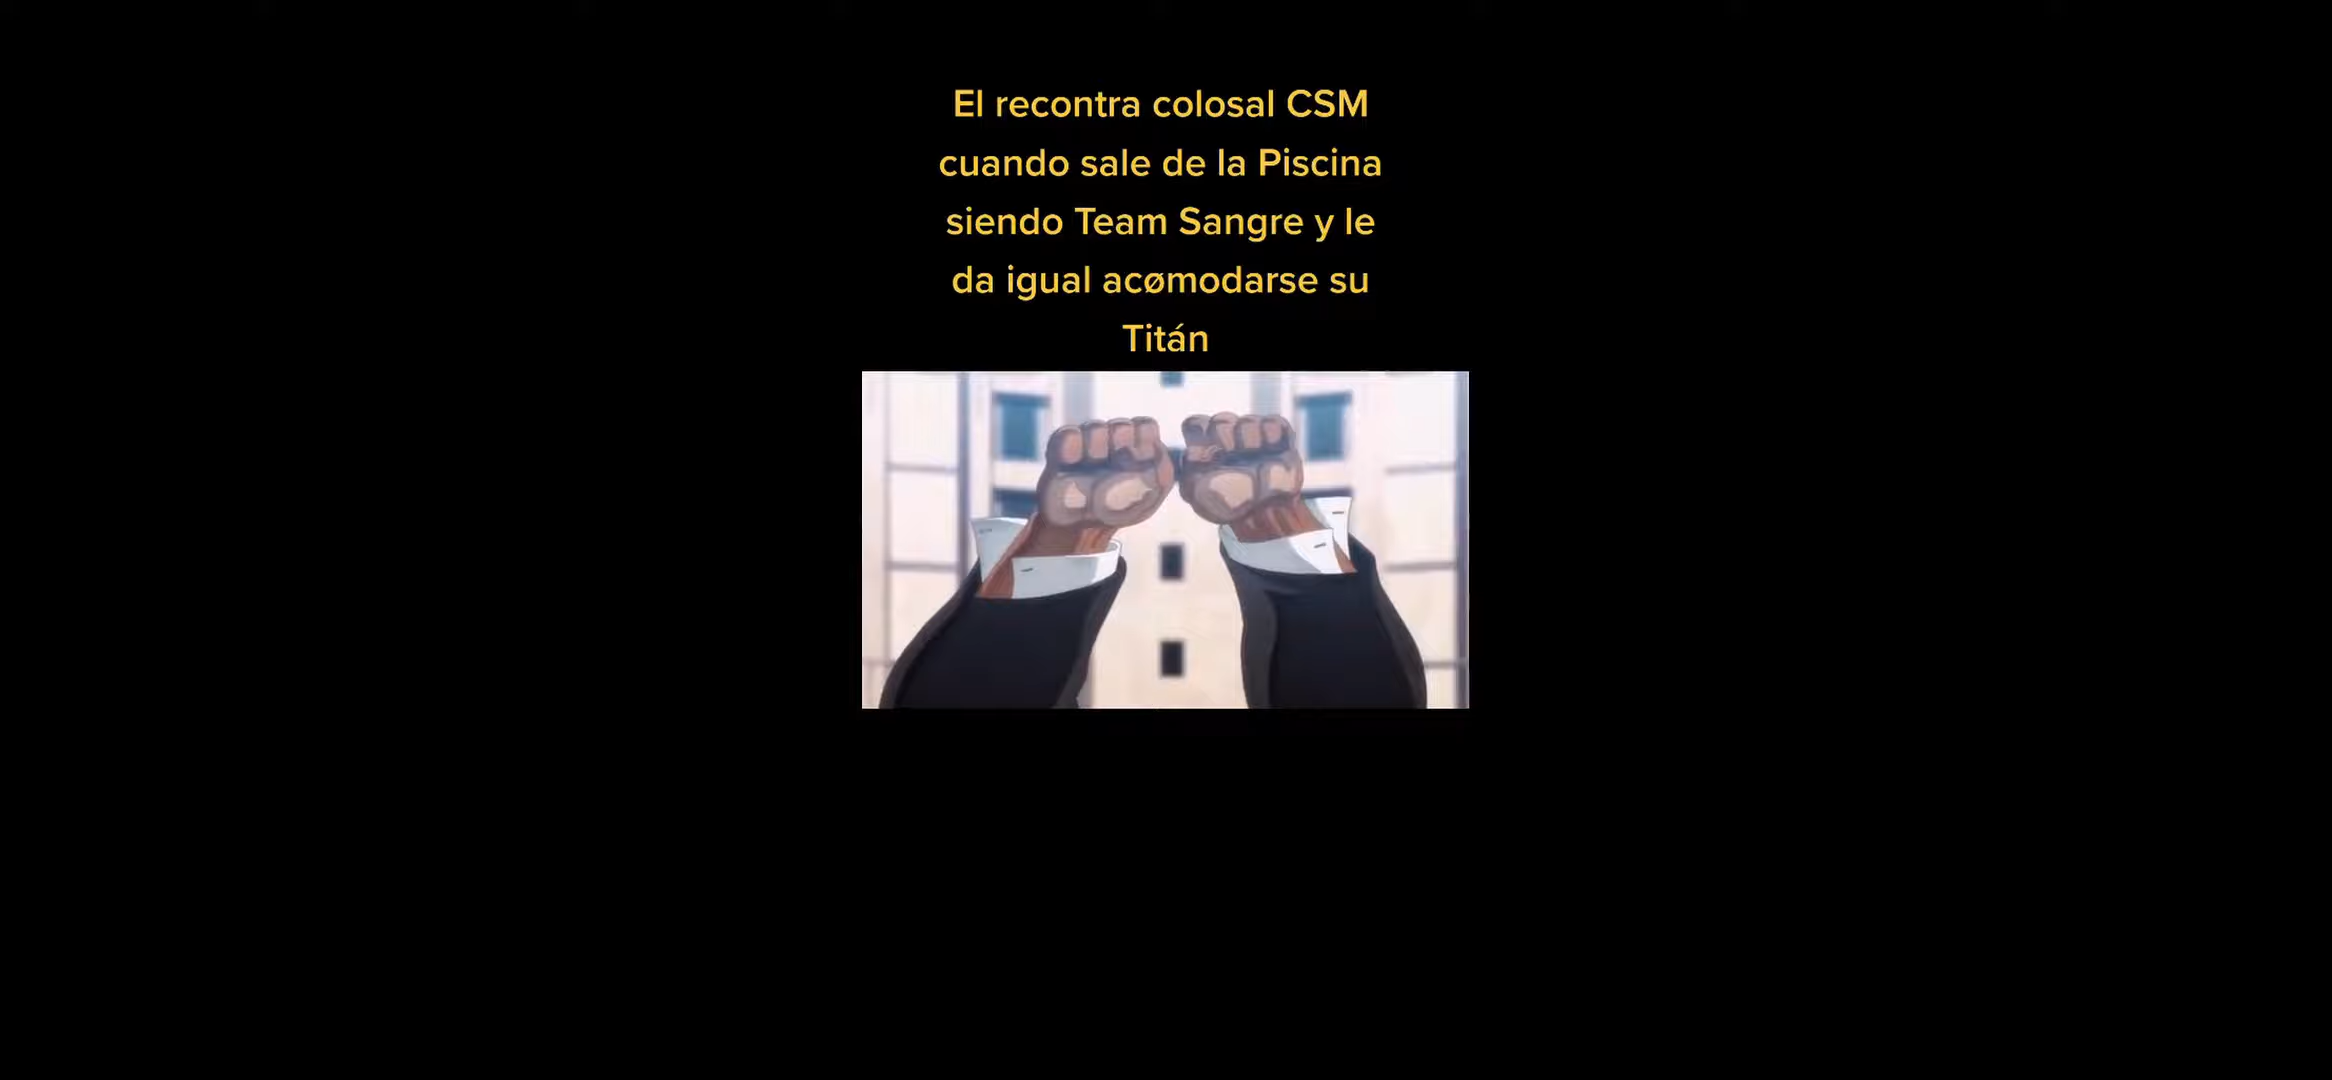 El recontra colosal CSM
cuando sale de la Piscina
siendo Team Sangre y le
da igual acømodarse su
Titán